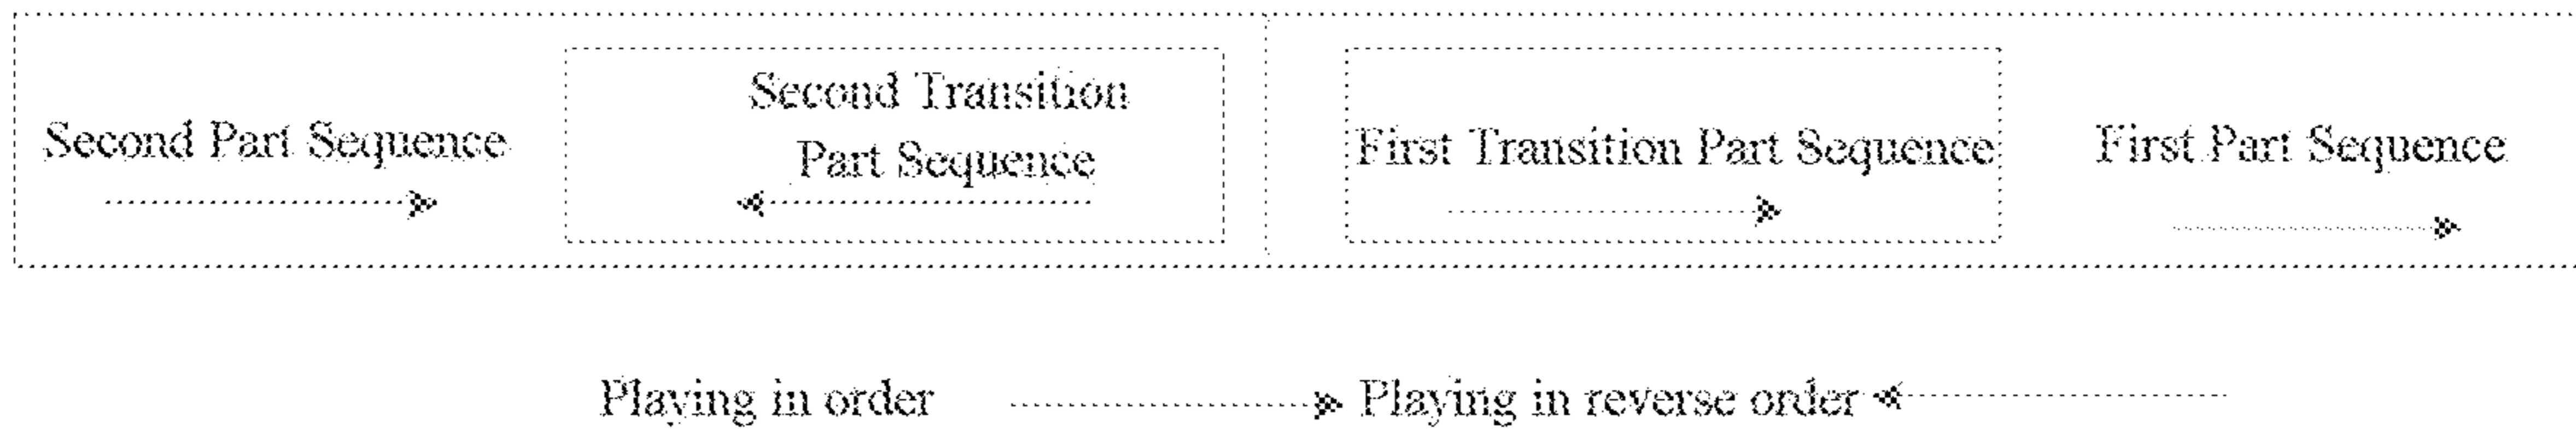 Second Part Sequence
Second Transition
Part Sequence
First Transition Part Sequence
First Part Sequence
Playing in order
Playing in reverse order